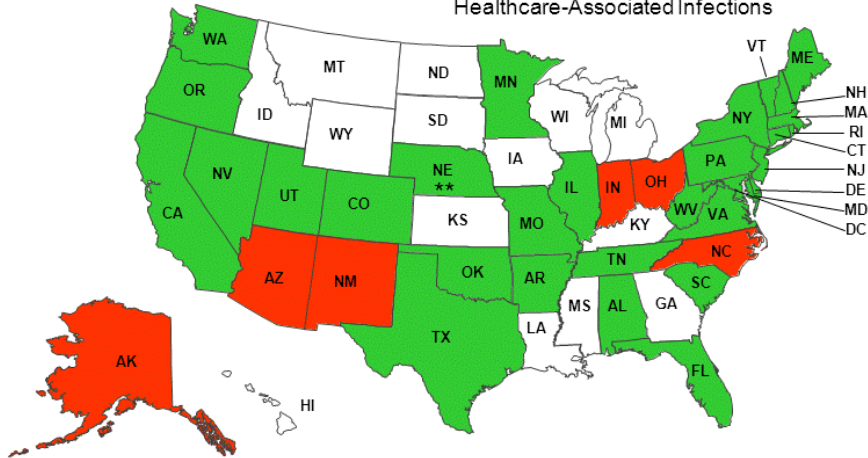 Healthcare-Associated Infections
WA
MT
ND
MN
VT
ME
OR
ID
SD
WI
MI
NY
NH
MA
RI
CT
NJ
DE
MD
DC
WY
IA
PA
NV
UT
CO
NE
**
IL
IN
OH
CA
KS
MO
KY
WV
VA
AZ
NM
OK
AR
TN
NC
SC
TX
LA
MS
AL
GA
FL
AK
HI